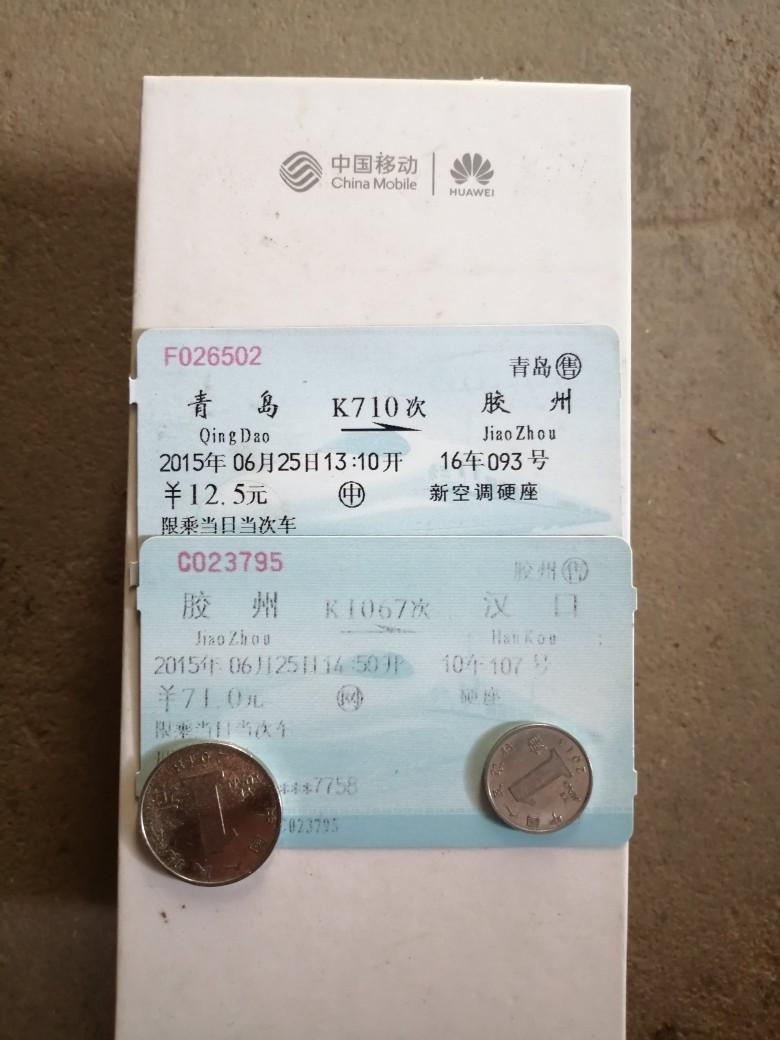 中国移动
China Mobile
HUAWEI
F026502
青岛售
青岛 K710次 胶州
QingDao JiaoZhou
2015年06月25日13:10开 16车093号
￥12.5元 中 新空调硬座
限乘当日当次车
C023795
胶州售
胶州 K1067次 汉口
JiaoZhou HanKou
2015年06月25日14:50开 10车107号
￥71.0元 网 硬座
限乘当日当次车
***7758
C023795
1
1